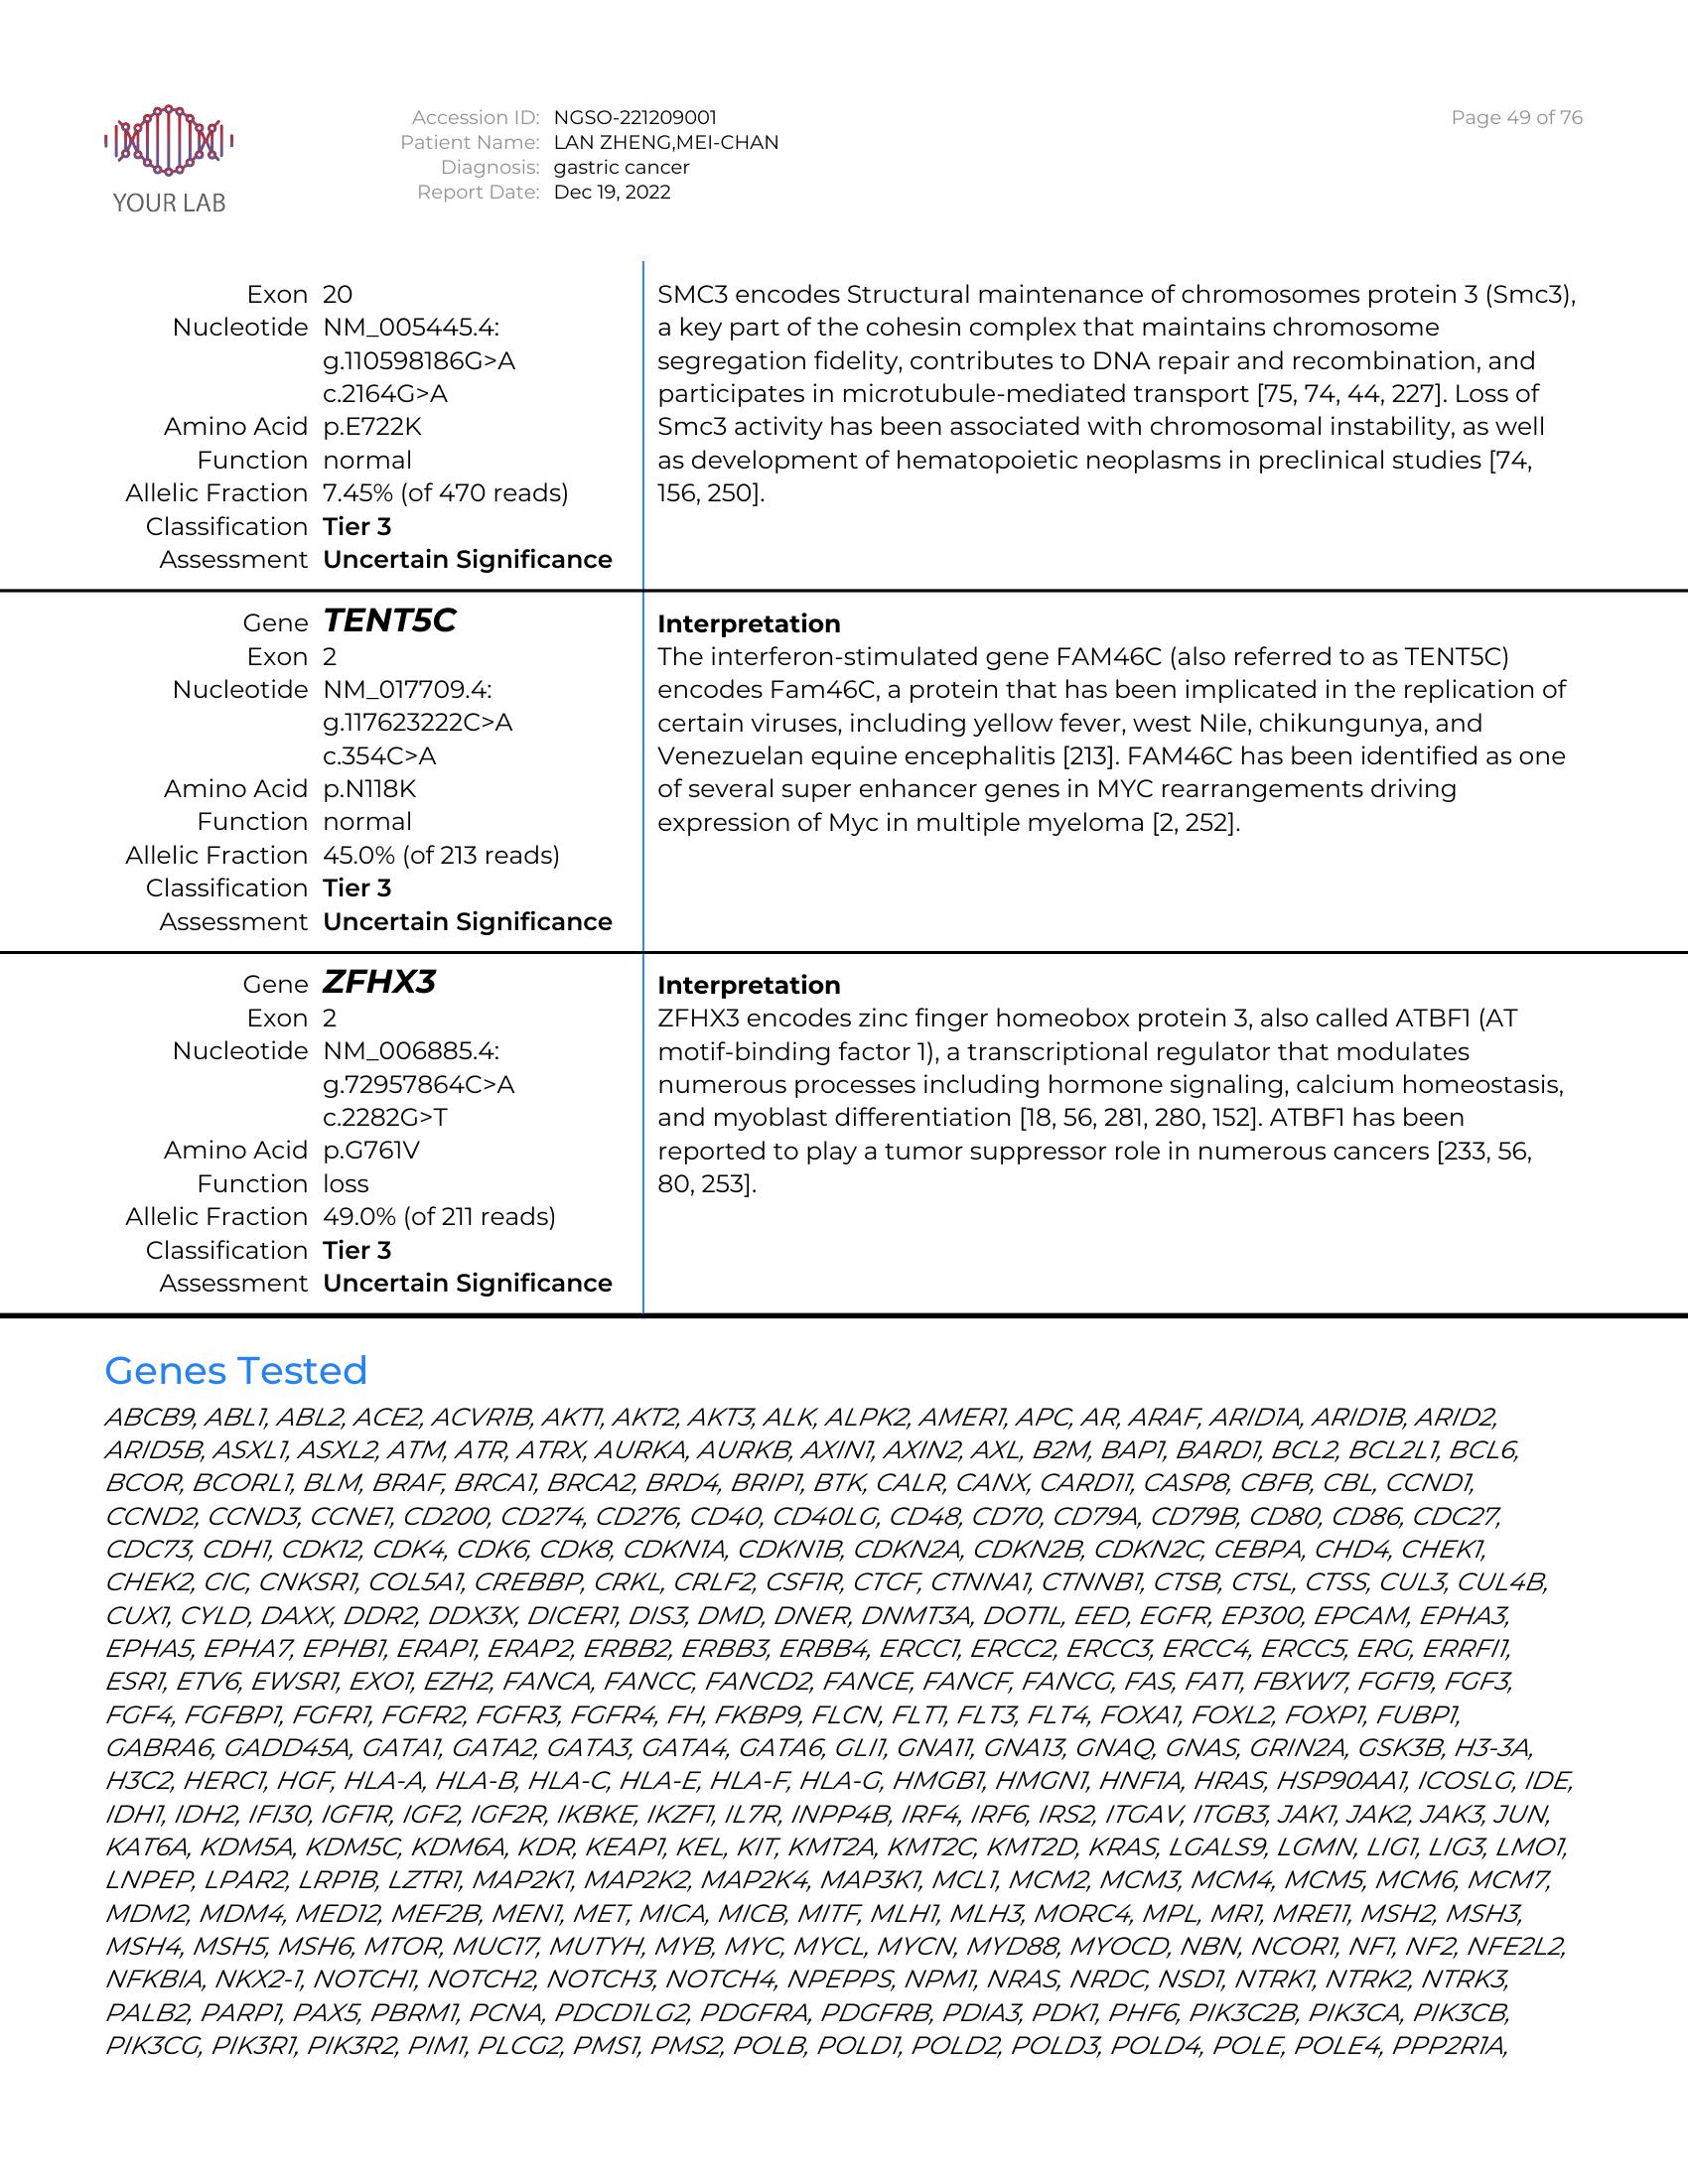 YOUR LAB
Accession ID: NGSO-221209001
Patient Name: LAN ZHENG,MEI-CHAN
Diagnosis: gastric cancer
Report Date: Dec 19, 2022
Page 49 of 76
Exon 20
Nucleotide NM_005445.4:
g.110598186G>A
c.2164G>A
Amino Acid p.E722K
Function normal
Allelic Fraction 7.45% (of 470 reads)
Classification Tier 3
Assessment Uncertain Significance
SMC3 encodes Structural maintenance of chromosomes protein 3 (Smc3),
a key part of the cohesin complex that maintains chromosome
segregation fidelity, contributes to DNA repair and recombination, and
participates in microtubule-mediated transport [75, 74, 44, 227]. Loss of
Smc3 activity has been associated with chromosomal instability, as well
as development of hematopoietic neoplasms in preclinical studies [74,
156, 250].
Gene TENT5C
Exon 2
Nucleotide NM_017709.4:
g.117623222C>A
c.354C>A
Amino Acid p.N118K
Function normal
Allelic Fraction 45.0% (of 213 reads)
Classification Tier 3
Assessment Uncertain Significance
Interpretation
The interferon-stimulated gene FAM46C (also referred to as TENT5C)
encodes Fam46C, a protein that has been implicated in the replication of
certain viruses, including yellow fever, west Nile, chikungunya, and
Venezuelan equine encephalitis [213]. FAM46C has been identified as one
of several super enhancer genes in MYC rearrangements driving
expression of Myc in multiple myeloma [2, 252].
Gene ZFHX3
Exon 2
Nucleotide NM_006885.4:
g.72957864C>A
c.2282G>T
Amino Acid p.G761V
Function loss
Allelic Fraction 49.0% (of 211 reads)
Classification Tier 3
Assessment Uncertain Significance
Interpretation
ZFHX3 encodes zinc finger homeobox protein 3, also called ATBF1 (AT
motif-binding factor 1), a transcriptional regulator that modulates
numerous processes including hormone signaling, calcium homeostasis,
and myoblast differentiation [18, 56, 281, 280, 152]. ATBF1 has been
reported to play a tumor suppressor role in numerous cancers [233, 56,
80, 253].
Genes Tested
ABCB9, ABL1, ABL2, ACE2, ACVR1B, AKT1, AKT2, AKT3, ALK, ALPK2, AMER1, APC, AR, ARAF, ARID1A, ARID1B, ARID2,
ARID5B, ASXL1, ASXL2, ATM, ATR, ATRX, AURKA, AURKB, AXIN1, AXIN2, AXL, B2M, BAP1, BARD1, BCL2, BCL2L1, BCL6,
BCOR, BCORL1, BLM, BRAF, BRCA1, BRCA2, BRD4, BRIP1, BTK, CALR, CANX, CARD11, CASP8, CBFB, CBL, CCND1,
CCND2, CCND3, CCNE1, CD200, CD274, CD276, CD40, CD40LG, CD48, CD70, CD79A, CD79B, CD80, CD86, CDC27,
CDC73, CDH1, CDK12, CDK4, CDK6, CDK8, CDKN1A, CDKN1B, CDKN2A, CDKN2B, CDKN2C, CEBPA, CHD4, CHEK1,
CHEK2, CIC, CNKSR1, COL5A1, CREBBP, CRKL, CRLF2, CSF1R, CTCF, CTNNA1, CTNNB1, CTSB, CTSL, CTSS, CUL3, CUL4B,
CUX1, CYLD, DAXX, DDR2, DDX3X, DICER1, DIS3, DMD, DNER, DNMT3A, DOT1L, EED, EGFR, EP300, EPCAM, EPHA3,
EPHA5, EPHA7, EPHB1, ERAP1, ERAP2, ERBB2, ERBB3, ERBB4, ERCC1, ERCC2, ERCC3, ERCC4, ERCC5, ERG, ERRFI1,
ESR1, ETV6, EWSR1, EXO1, EZH2, FANCA, FANCC, FANCD2, FANCE, FANCF, FANCG, FAS, FAT1, FBXW7, FGF19, FGF3,
FGF4, FGFBP1, FGFR1, FGFR2, FGFR3, FGFR4, FH, FKBP9, FLCN, FLT1, FLT3, FLT4, FOXA1, FOXL2, FOXP1, FUBP1,
GABRA6, GADD45A, GATA1, GATA2, GATA3, GATA4, GATA6, GLI1, GNA11, GNA13, GNAQ, GNAS, GRIN2A, GSK3B, H3-3A,
H3C2, HERC1, HGF, HLA-A, HLA-B, HLA-C, HLA-E, HLA-F, HLA-G, HMGB1, HMGN1, HNF1A, HRAS, HSP90AA1, ICOSLG, IDE,
IDH1, IDH2, IFI30, IGF1R, IGF2, IGF2R, IKBKE, IKZF1, IL7R, INPP4B, IRF4, IRF6, IRS2, ITGAV, ITGB3, JAK1, JAK2, JAK3, JUN,
KAT6A, KDM5A, KDM5C, KDM6A, KDR, KEAP1, KEL, KIT, KMT2A, KMT2C, KMT2D, KRAS, LGALS9, LGMN, LIG1, LIG3, LMO1,
LNPEP, LPAR2, LRP1B, LZTR1, MAP2K1, MAP2K2, MAP2K4, MAP3K1, MCL1, MCM2, MCM3, MCM4, MCM5, MCM6, MCM7,
MDM2, MDM4, MED12, MEF2B, MEN1, MET, MICA, MICB, MITF, MLH1, MLH3, MORC4, MPL, MR1, MRE11, MSH2, MSH3,
MSH4, MSH5, MSH6, MTOR, MUC17, MUTYH, MYB, MYC, MYCL, MYCN, MYD88, MYOCD, NBN, NCOR1, NF1, NF2, NFE2L2,
NFKBIA, NKX2-1, NOTCH1, NOTCH2, NOTCH3, NOTCH4, NPEPPS, NPM1, NRAS, NRDC, NSD1, NTRK1, NTRK2, NTRK3,
PALB2, PARP1, PAX5, PBRM1, PCNA, PDCD1LG2, PDGFRA, PDGFRB, PDIA3, PDK1, PHF6, PIK3C2B, PIK3CA, PIK3CB,
PIK3CG, PIK3R1, PIK3R2, PIM1, PLCG2, PMS1, PMS2, POLB, POLD1, POLD2, POLD3, POLD4, POLE, POLE4, PPP2R1A,